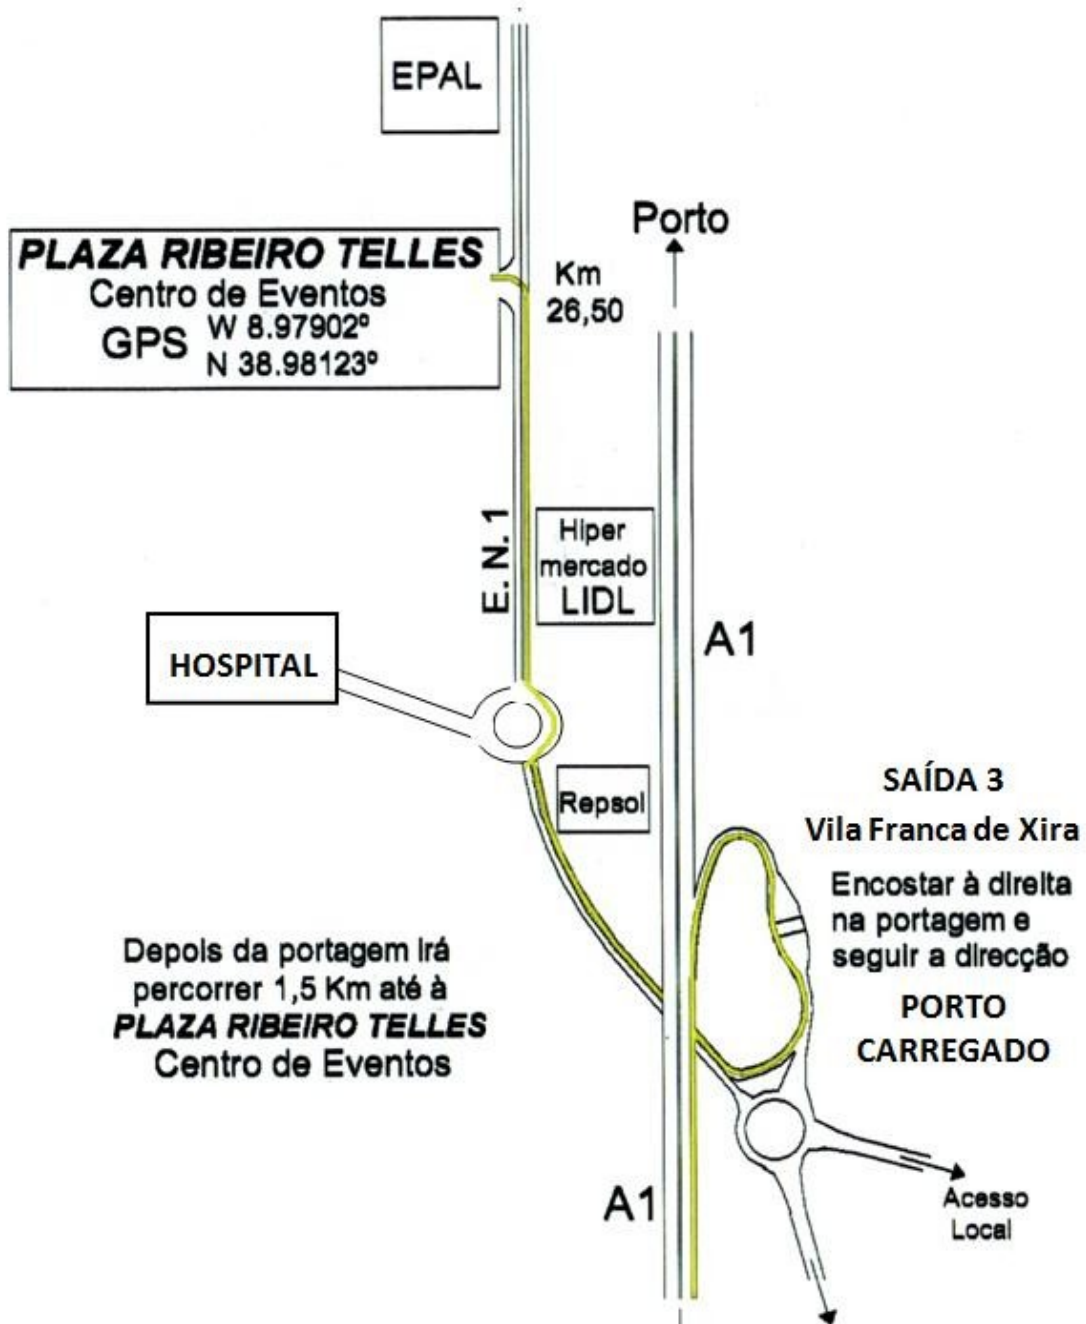 EPAL
Porto
PLAZA RIBEIRO TELLES
Centro de Eventos
GPS W 8.97902º
N 38.98123º
Km
26,50
E. N. 1
Hiper
mercado
LIDL
A1
HOSPITAL
Repsol
SAÍDA 3
Vila Franca de Xira
Encostar à direita
na portagem e
seguir a direcção
PORTO
CARREGADO
Depois da portagem irá
percorrer 1,5 Km até à
PLAZA RIBEIRO TELLES
Centro de Eventos
A1
Acesso
Local